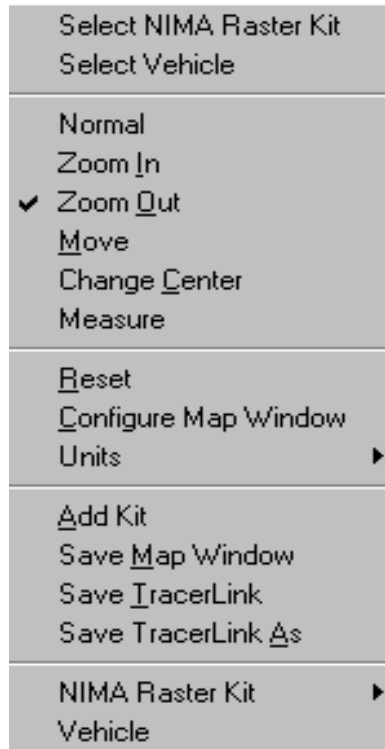 Select NIMA Raster Kit
Select Vehicle
Normal
Zoom In
Zoom Out
Move
Change Center
Measure
Reset
Configure Map Window
Units
Add Kit
Save Map Window
Save TracerLink
Save TracerLink As
NIMA Raster Kit
Vehicle